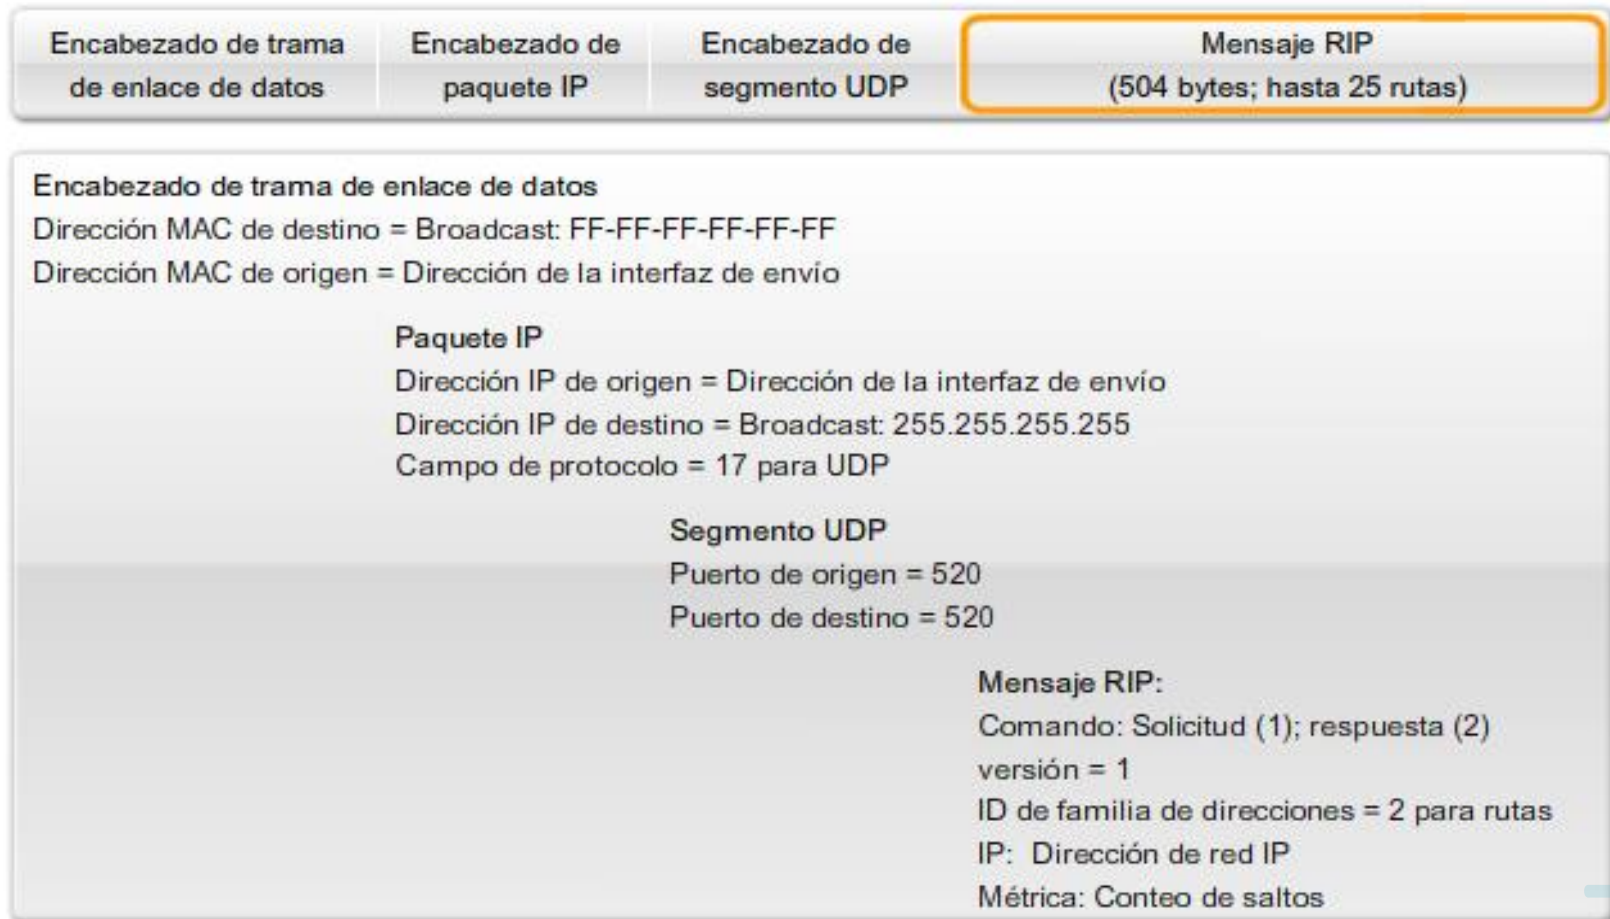 Encabezado de trama
de enlace de datos
Encabezado de
paquete IP
Encabezado de
segmento UDP
Mensaje RIP
(504 bytes; hasta 25 rutas)
Encabezado de trama de enlace de datos
Dirección MAC de destino = Broadcast: FF-FF-FF-FF-FF-FF
Dirección MAC de origen = Dirección de la interfaz de envío
Paquete IP
Dirección IP de origen = Dirección de la interfaz de envío
Dirección IP de destino = Broadcast: 255.255.255.255
Campo de protocolo = 17 para UDP
Segmento UDP
Puerto de origen = 520
Puerto de destino = 520
Mensaje RIP:
Comando: Solicitud (1); respuesta (2)
versión = 1
ID de familia de direcciones = 2 para rutas
IP: Dirección de red IP
Métrica: Conteo de saltos